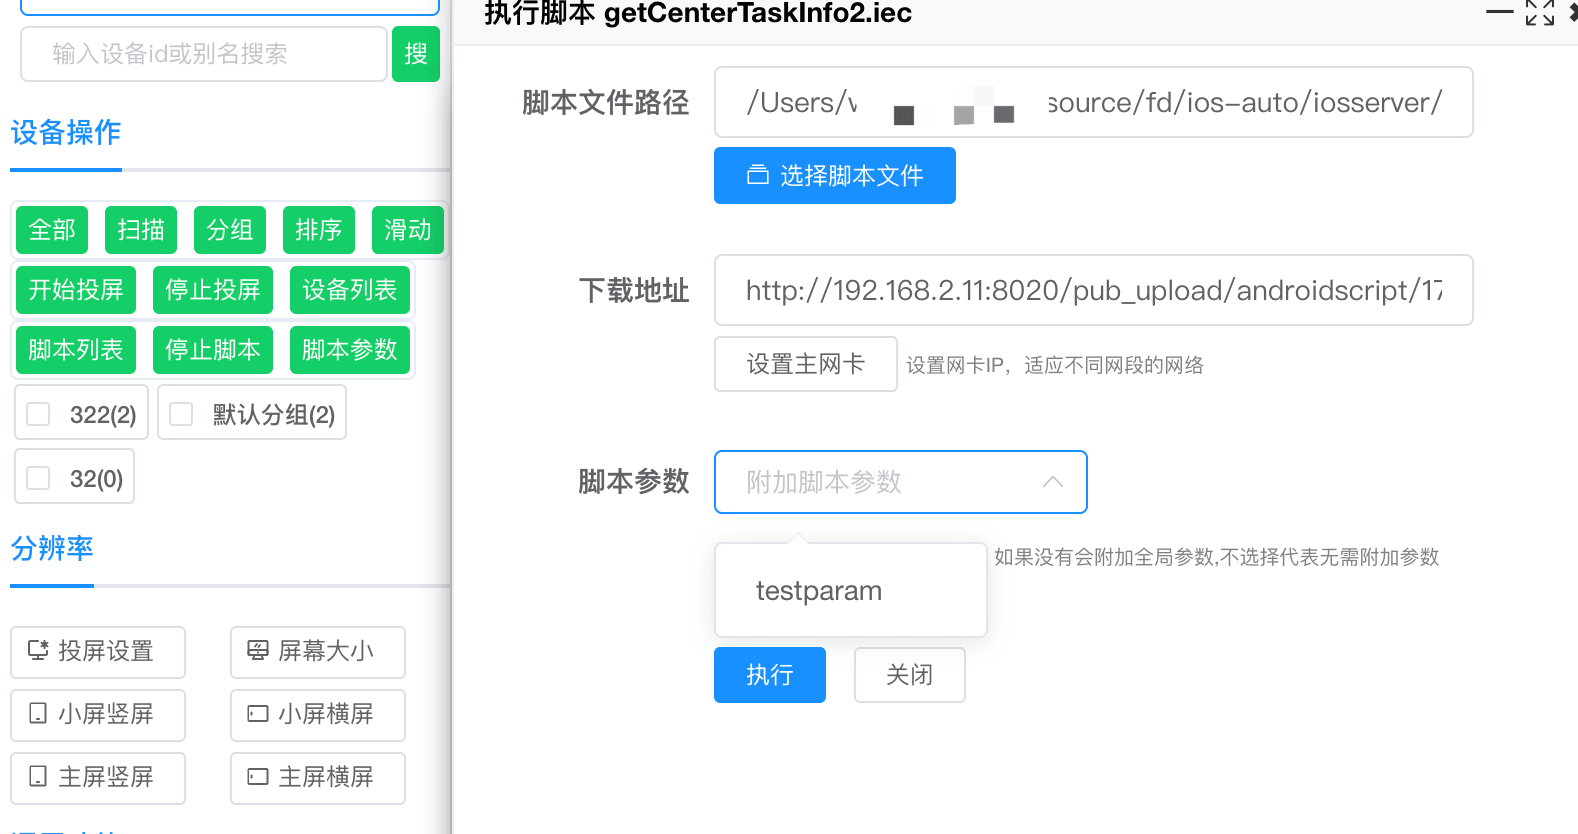 输入设备id或别名搜索
搜
设备操作
全部 扫描 分组 排序 滑动
开始投屏 停止投屏 设备列表
脚本列表 停止脚本 脚本参数
322(2) 默认分组(2)
32(0)
分辨率
投屏设置 屏幕大小
小屏竖屏 小屏横屏
主屏竖屏 主屏横屏
执行脚本 getCenterTaskInfo2.iec
脚本文件路径
/Users/ source/fd/ios-auto/iosserver/
选择脚本文件
下载地址
http://192.168.2.11:8020/pub_upload/androidscript/17
设置主网卡 设置网卡IP，适应不同网段的网络
脚本参数
附加脚本参数
如果没有会附加全局参数,不选择代表无需附加参数
testparam
执行 关闭